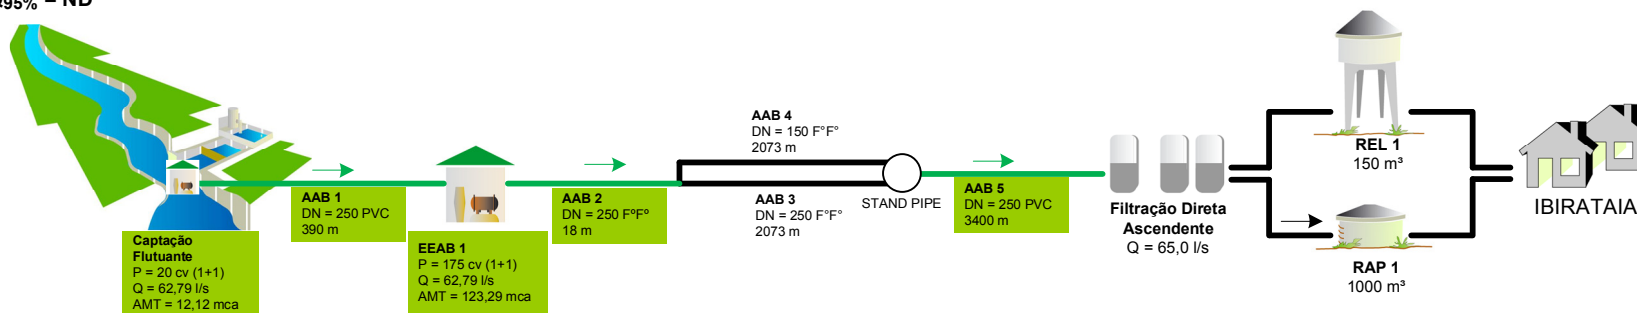 95% = ND
AAB 4
DN = 150 F°F°
2073 m
REL 1
150 m³
AAB 1
DN = 250 PVC
390 m
AAB 2
DN = 250 FºFº
18 m
AAB 3
DN = 250 F°F°
2073 m
STAND PIPE
AAB 5
DN = 250 PVC
3400 m
Filtração Direta
Ascendente
Q = 65,0 l/s
IBIRATAIA
Captação
Flutuante
P = 20 cv (1+1)
Q = 62,79 l/s
AMT = 12,12 mca
EEAB 1
P = 175 cv (1+1)
Q = 62,79 l/s
AMT = 123,29 mca
RAP 1
1000 m³